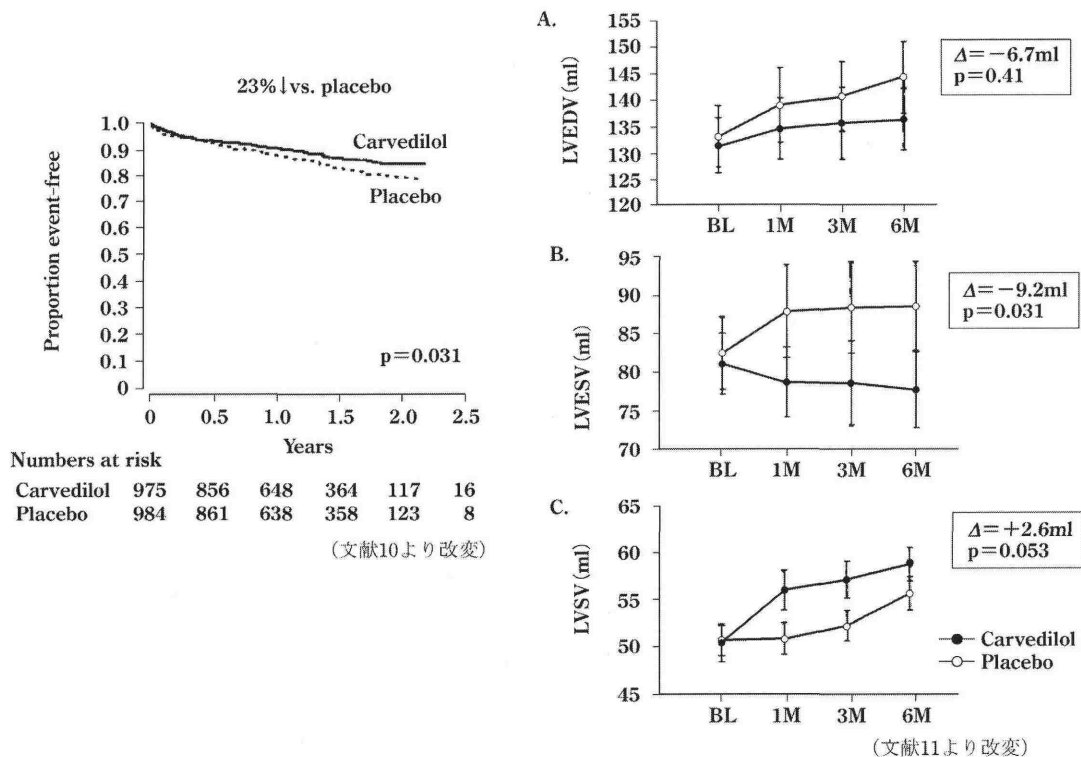 23%↓vs. placebo
Proportion event-free
1.0
0.9
0.8
0.7
0.6
0.5
0.4
0.3
0.2
0.1
0
Carvedilol
Placebo
p=0.031
0 0.5 1.0 1.5 2.0 2.5
Years
Numbers at risk
Carvedilol 975 856 648 364 117 16
Placebo 984 861 638 358 123 8
(文献10より改変)
A.
LVEDV(ml)
155
150
145
140
135
130
125
120
BL 1M 3M 6M
Δ=−6.7ml
p=0.41
B.
LVESV(ml)
95
90
85
80
75
70
BL 1M 3M 6M
Δ=−9.2ml
p=0.031
C.
LVSV(ml)
60
55
50
45
BL 1M 3M 6M
Δ=+2.6ml
p=0.053
Carvedilol
Placebo
(文献11より改変)